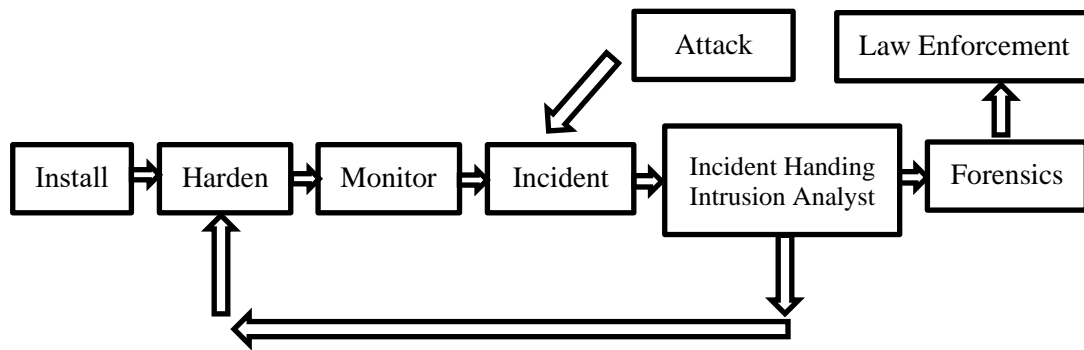 Attack
Law Enforcement
Install
Harden
Monitor
Incident
Incident Handing
Intrusion Analyst
Forensics